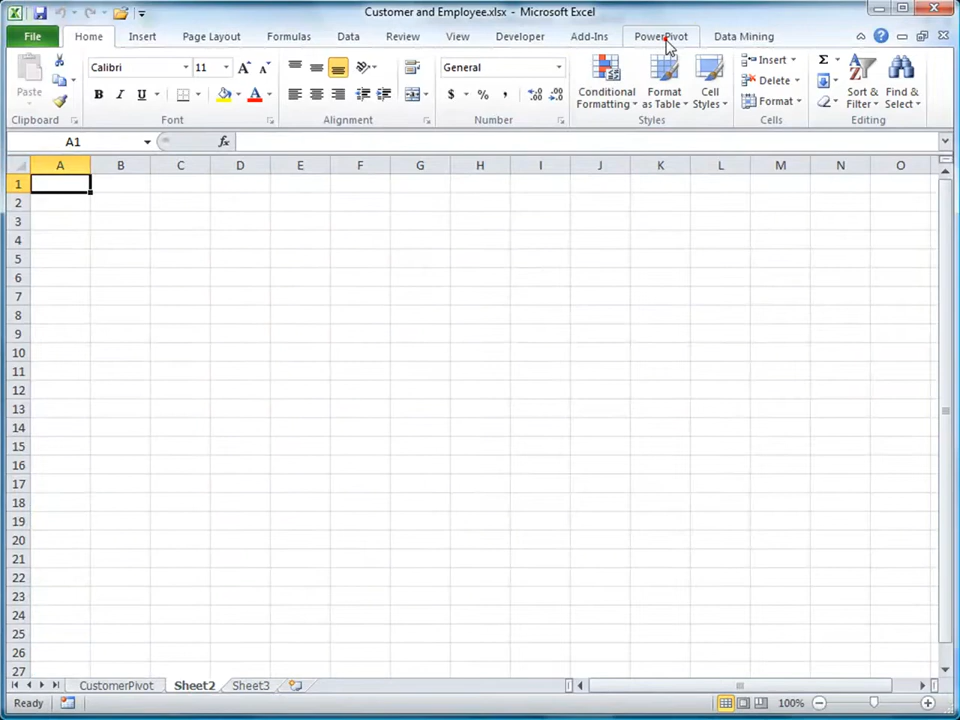 Customer and Employee.xlsx - Microsoft Excel
File Home Insert Page Layout Formulas Data Review View Developer Add-Ins PowerPivot Data Mining
Paste
Calibri 11
B I U
General
$ % ,
Conditional Formatting
Format as Table
Cell Styles
Insert
Delete
Format
Σ
Sort & Filter
Find & Select
Clipboard Font Alignment Number Styles Cells Editing
A1 fx
A B C D E F G H I J K L M N O
1
2
3
4
5
6
7
8
9
10
11
12
13
14
15
16
17
18
19
20
21
22
23
24
25
26
27
CustomerPivot Sheet2 Sheet3
Ready 100%